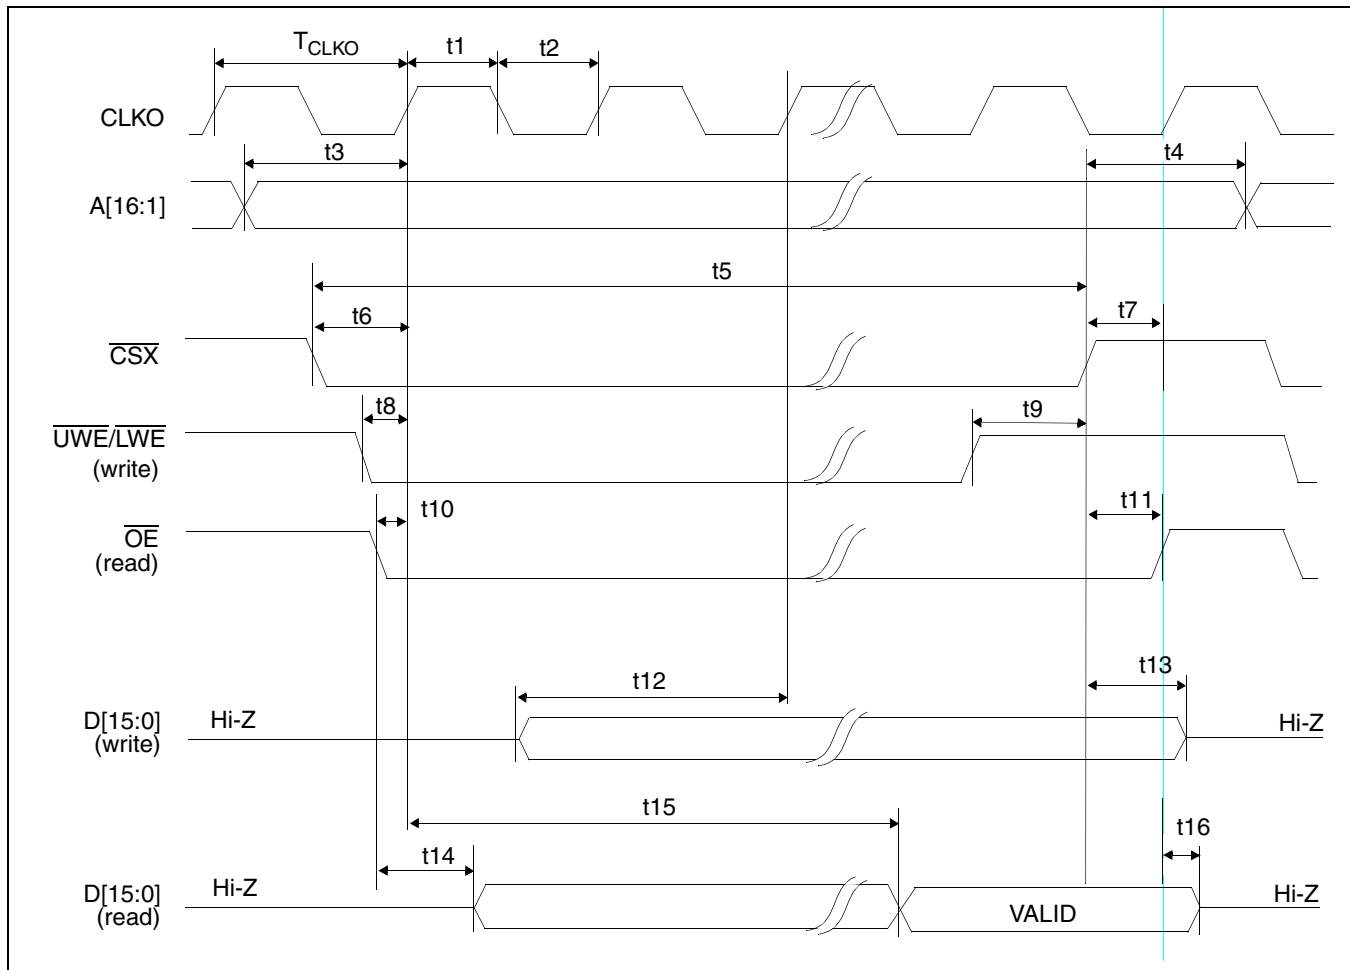 TCLKO
t1
t2
CLKO
t3
t4
A[16:1]
t5
t6
t7
CSX
t8
t9
UWE/LWE
(write)
t10
t11
OE
(read)
t12
t13
D[15:0]
(write)
Hi-Z
Hi-Z
t15
t16
t14
D[15:0]
(read)
Hi-Z
VALID
Hi-Z